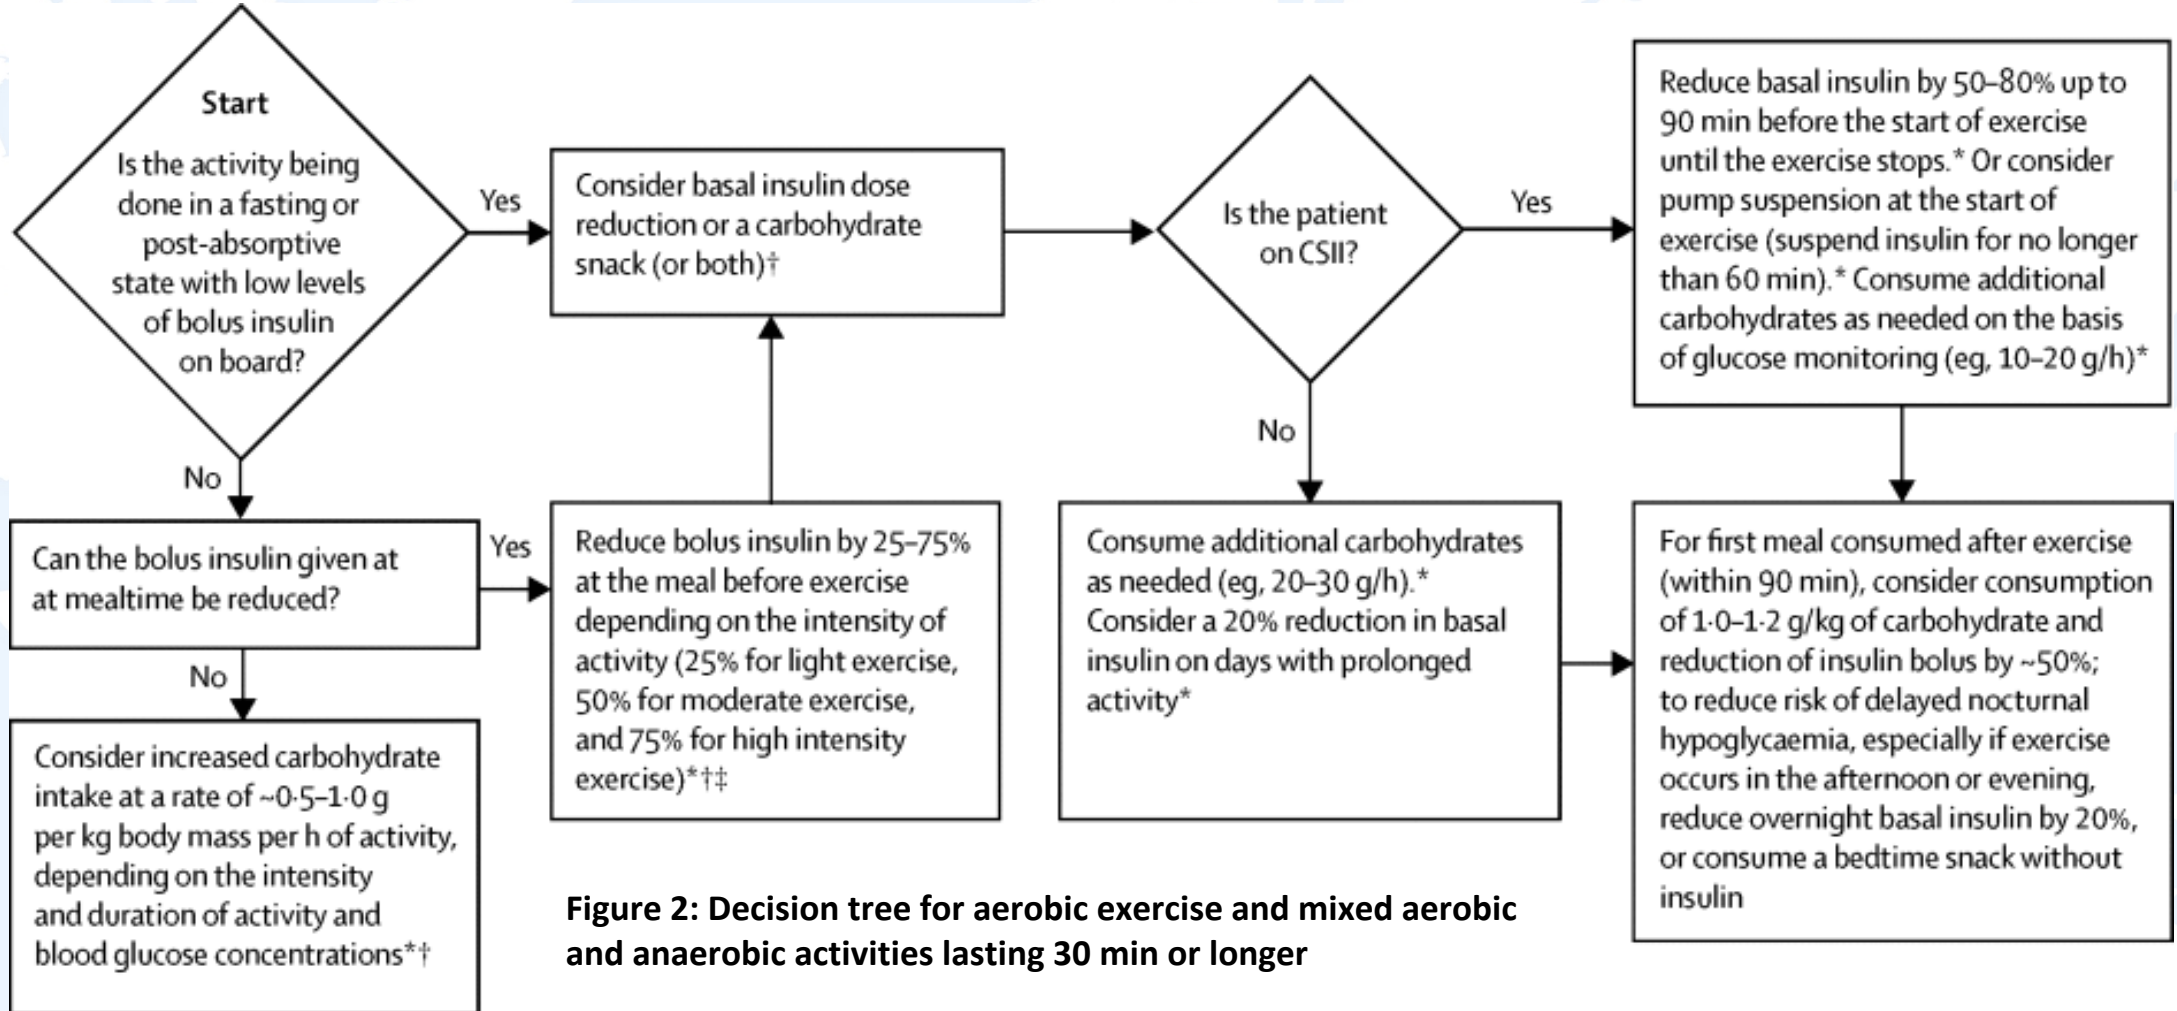 Start
Is the activity being
done in a fasting or
post-absorptive
state with low levels
of bolus insulin
on board?
Yes
No
Can the bolus insulin given at
at mealtime be reduced?
Yes
No
Consider increased carbohydrate
intake at a rate of ~0·5–1·0 g
per kg body mass per h of activity,
depending on the intensity
and duration of activity and
blood glucose concentrations*†
Consider basal insulin dose
reduction or a carbohydrate
snack (or both)†
Reduce bolus insulin by 25–75%
at the meal before exercise
depending on the intensity of
activity (25% for light exercise,
50% for moderate exercise,
and 75% for high intensity
exercise)*†‡
Is the patient
on CSII?
Yes
No
Consume additional carbohydrates
as needed (eg, 20–30 g/h).*
Consider a 20% reduction in basal
insulin on days with prolonged
activity*
Reduce basal insulin by 50–80% up to
90 min before the start of exercise
until the exercise stops.* Or consider
pump suspension at the start of
exercise (suspend insulin for no longer
than 60 min).* Consume additional
carbohydrates as needed on the basis
of glucose monitoring (eg, 10–20 g/h)*
For first meal consumed after exercise
(within 90 min), consider consumption
of 1·0–1·2 g/kg of carbohydrate and
reduction of insulin bolus by ~50%;
to reduce risk of delayed nocturnal
hypoglycaemia, especially if exercise
occurs in the afternoon or evening,
reduce overnight basal insulin by 20%,
or consume a bedtime snack without
insulin
Figure 2: Decision tree for aerobic exercise and mixed aerobic
and anaerobic activities lasting 30 min or longer